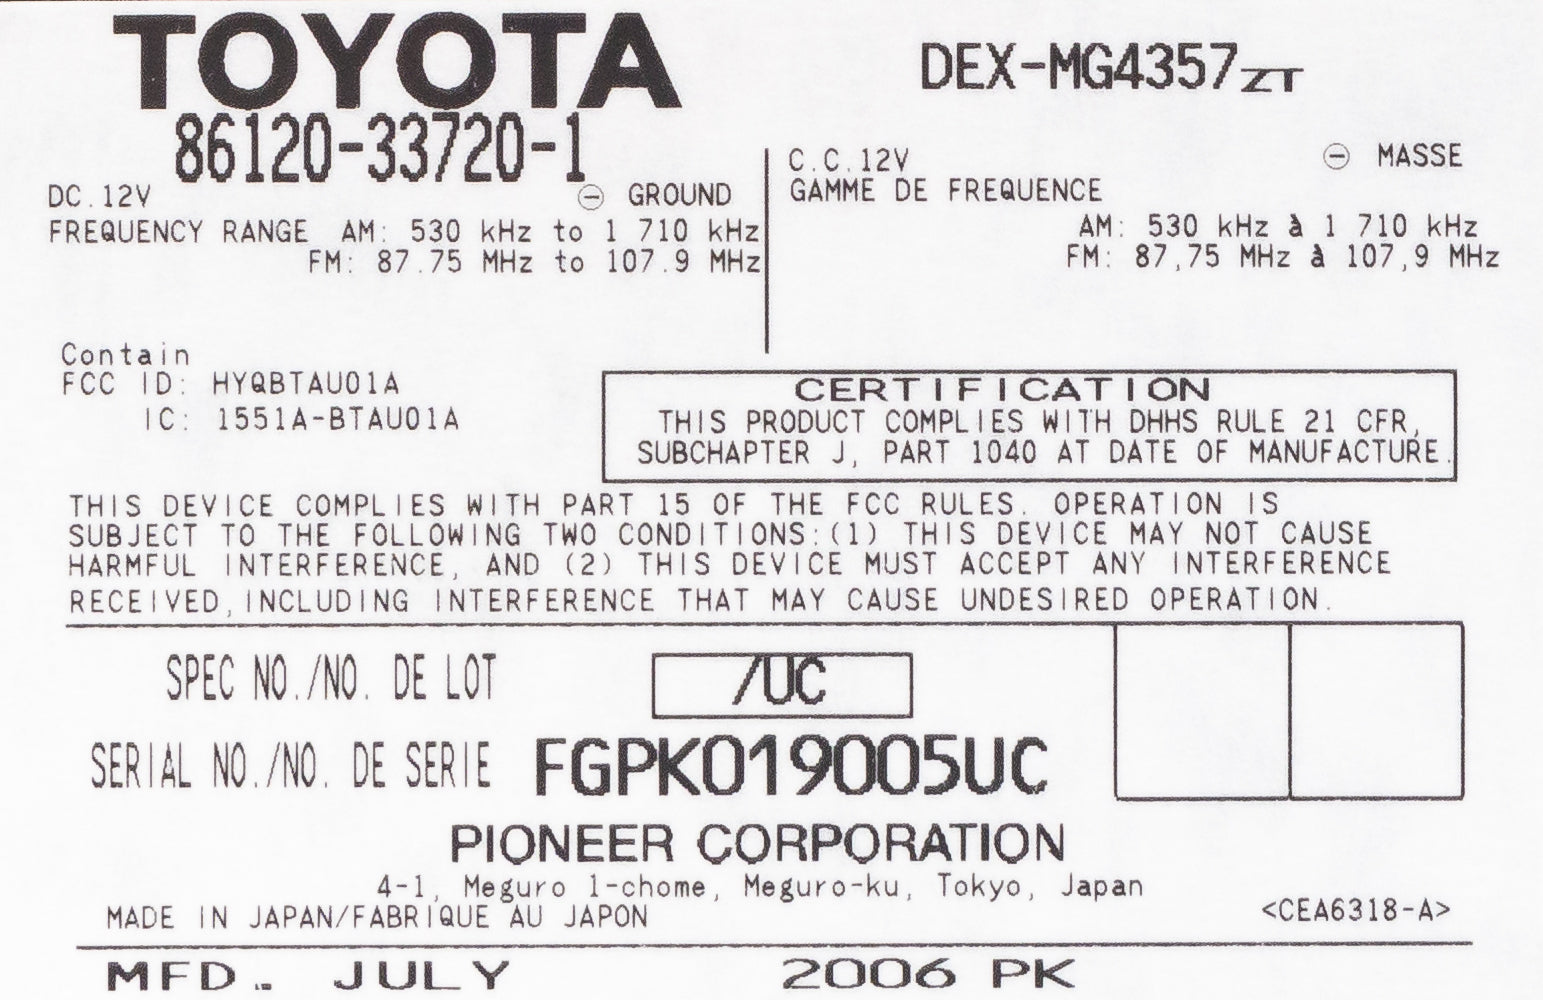 TOYOTA
86120-33720-1
DEX-MG4357ZT
DC.12V ⊖ GROUND
FREQUENCY RANGE AM: 530 kHz to 1 710 kHz
FM: 87.75 MHz to 107.9 MHz
C.C.12V ⊖ MASSE
GAMME DE FREQUENCE
AM: 530 kHz à 1 710 kHz
FM: 87,75 MHz à 107,9 MHz
Contain
FCC ID: HYQBTAU01A
IC: 1551A-BTAU01A
CERTIFICATION
THIS PRODUCT COMPLIES WITH DHHS RULE 21 CFR,
SUBCHAPTER J, PART 1040 AT DATE OF MANUFACTURE.
THIS DEVICE COMPLIES WITH PART 15 OF THE FCC RULES. OPERATION IS
SUBJECT TO THE FOLLOWING TWO CONDITIONS:(1) THIS DEVICE MAY NOT CAUSE
HARMFUL INTERFERENCE, AND (2) THIS DEVICE MUST ACCEPT ANY INTERFERENCE
RECEIVED,INCLUDING INTERFERENCE THAT MAY CAUSE UNDESIRED OPERATION.
SPEC NO./NO. DE LOT /UC
SERIAL NO./NO. DE SERIE FGPK019005UC
PIONEER CORPORATION
4-1, Meguro 1-chome, Meguro-ku, Tokyo, Japan
MADE IN JAPAN/FABRIQUE AU JAPON <CEA6318-A>
MFD. JULY 2006 PK